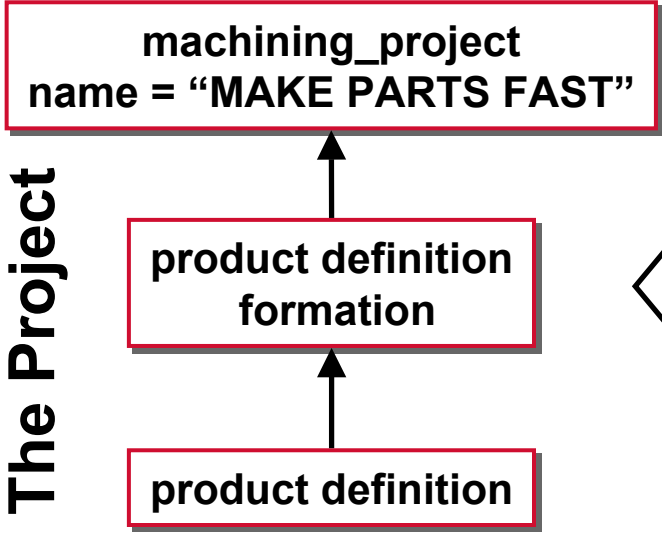 machining_project
name = “MAKE PARTS FAST”
The Project
product definition
formation
product definition